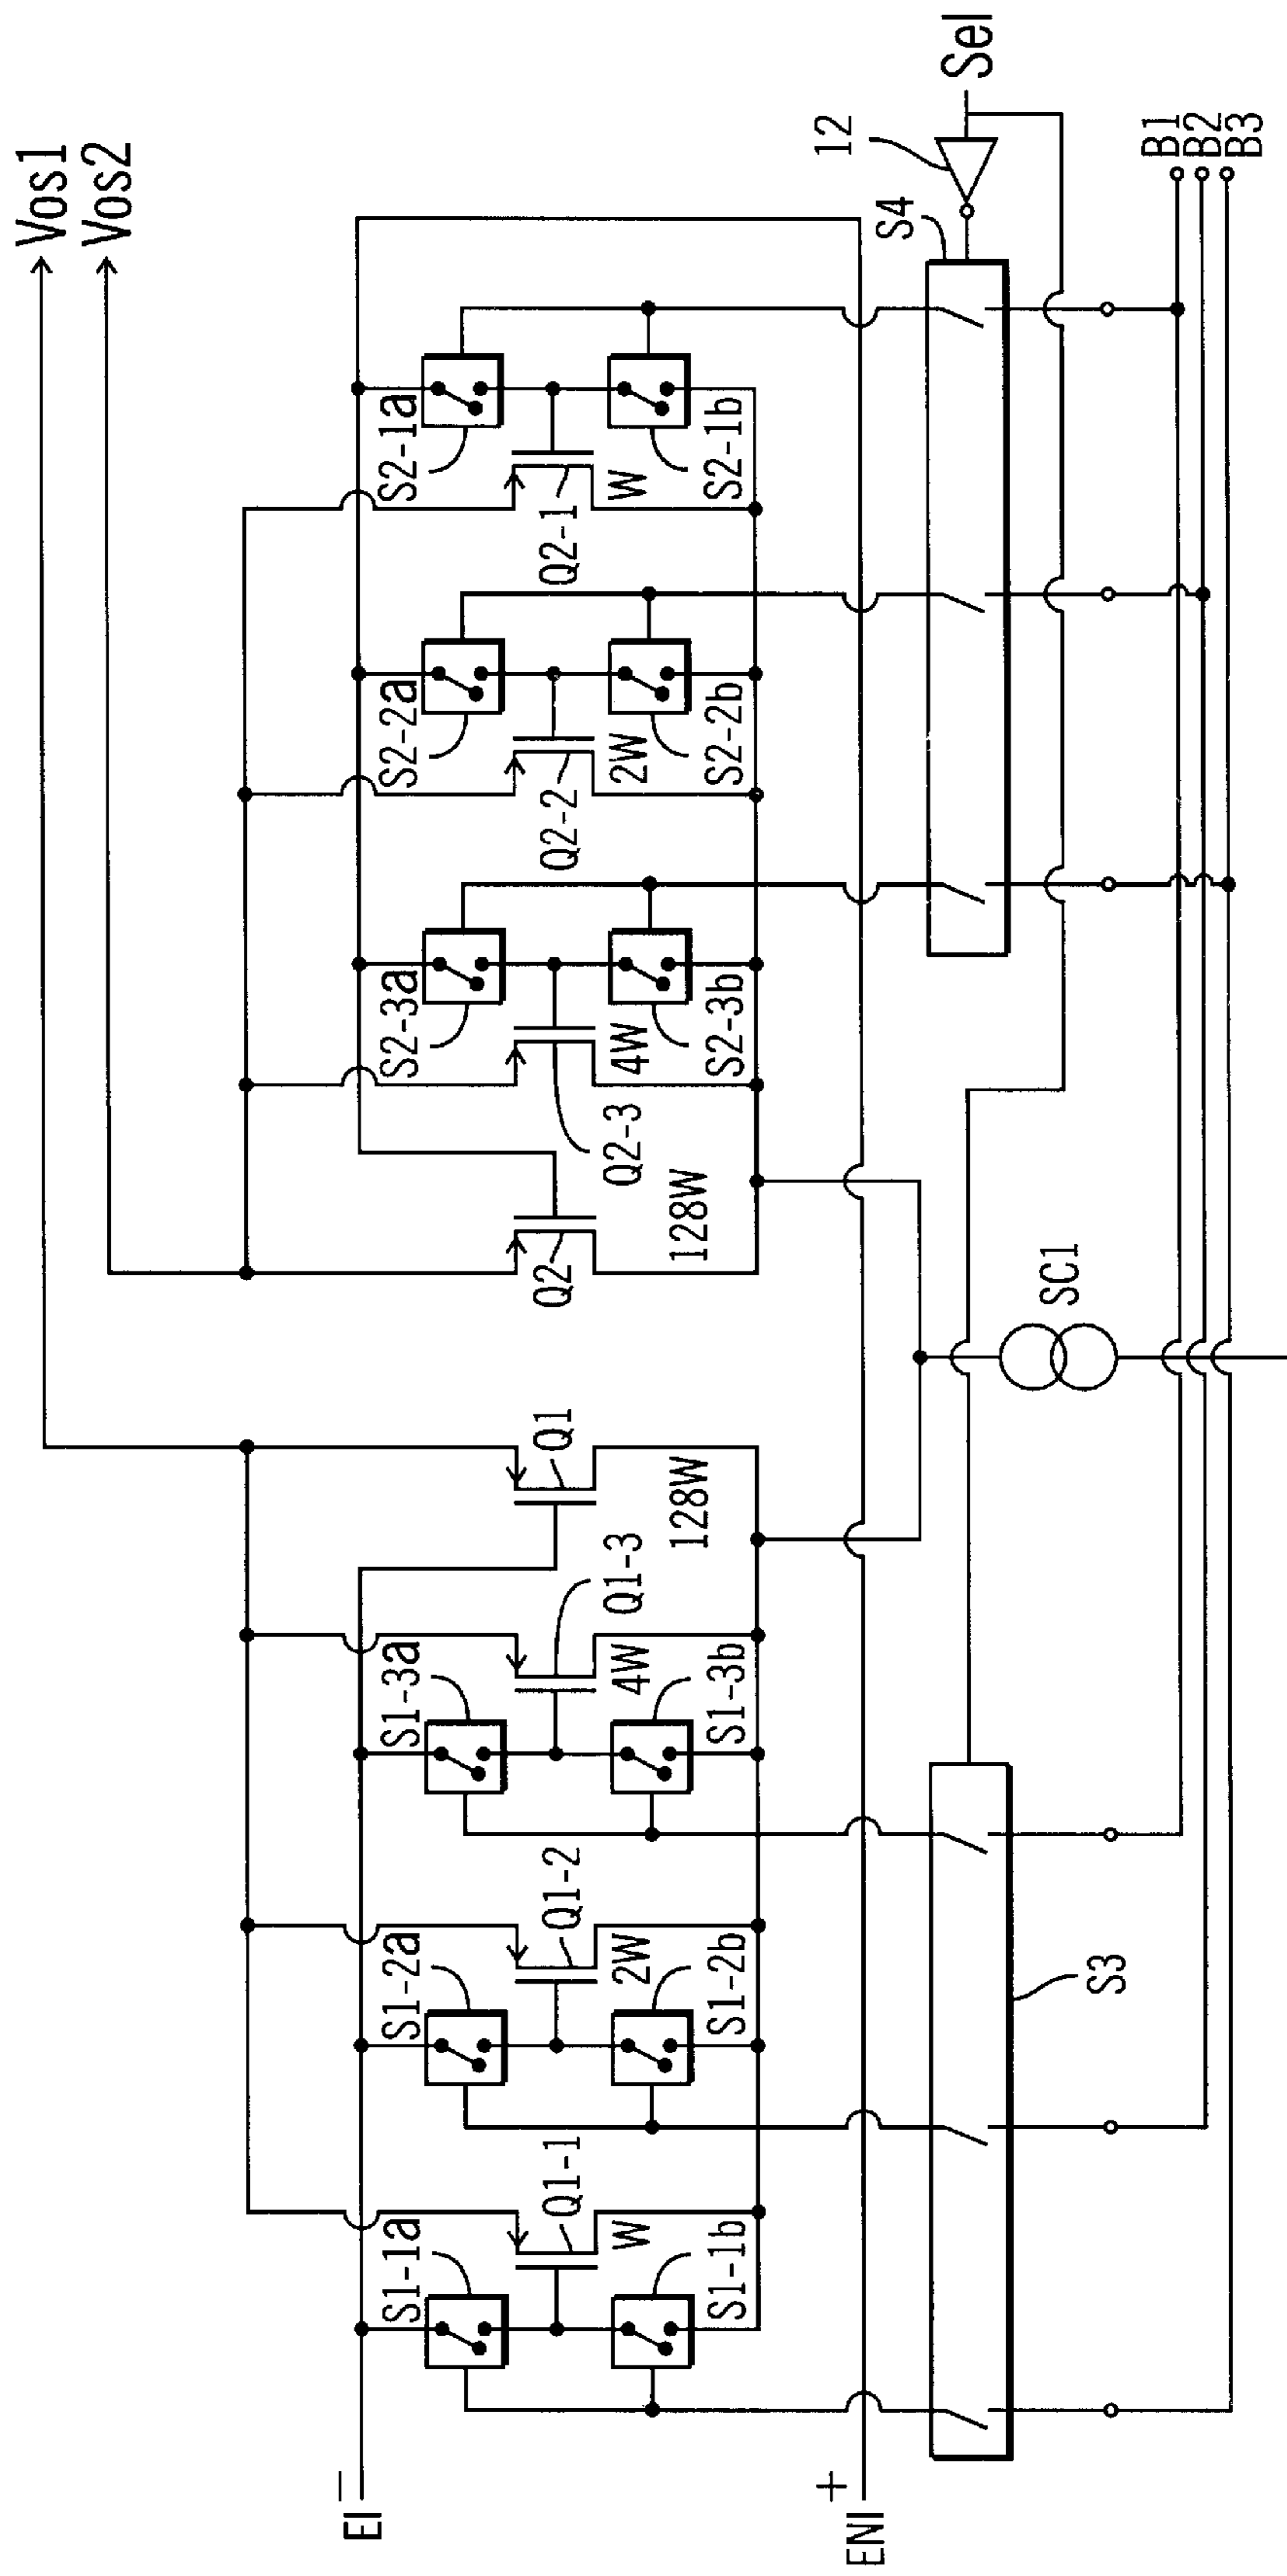 Vos1
Vos2
S2-1a
S2-2a
S2-3a
S1-3a
S1-2a
S1-1a
EI
−
Q2-1
Q2-2
Q2-3
Q2
Q1
Q1-3
Q1-2
Q1-1
W
2W
4W
128W
128W
4W
2W
W
S2-1b
S2-2b
S2-3b
S1-3b
S1-2b
S1-1b
ENI
+
12
Sel
S4
SC1
S3
B1
B2
B3